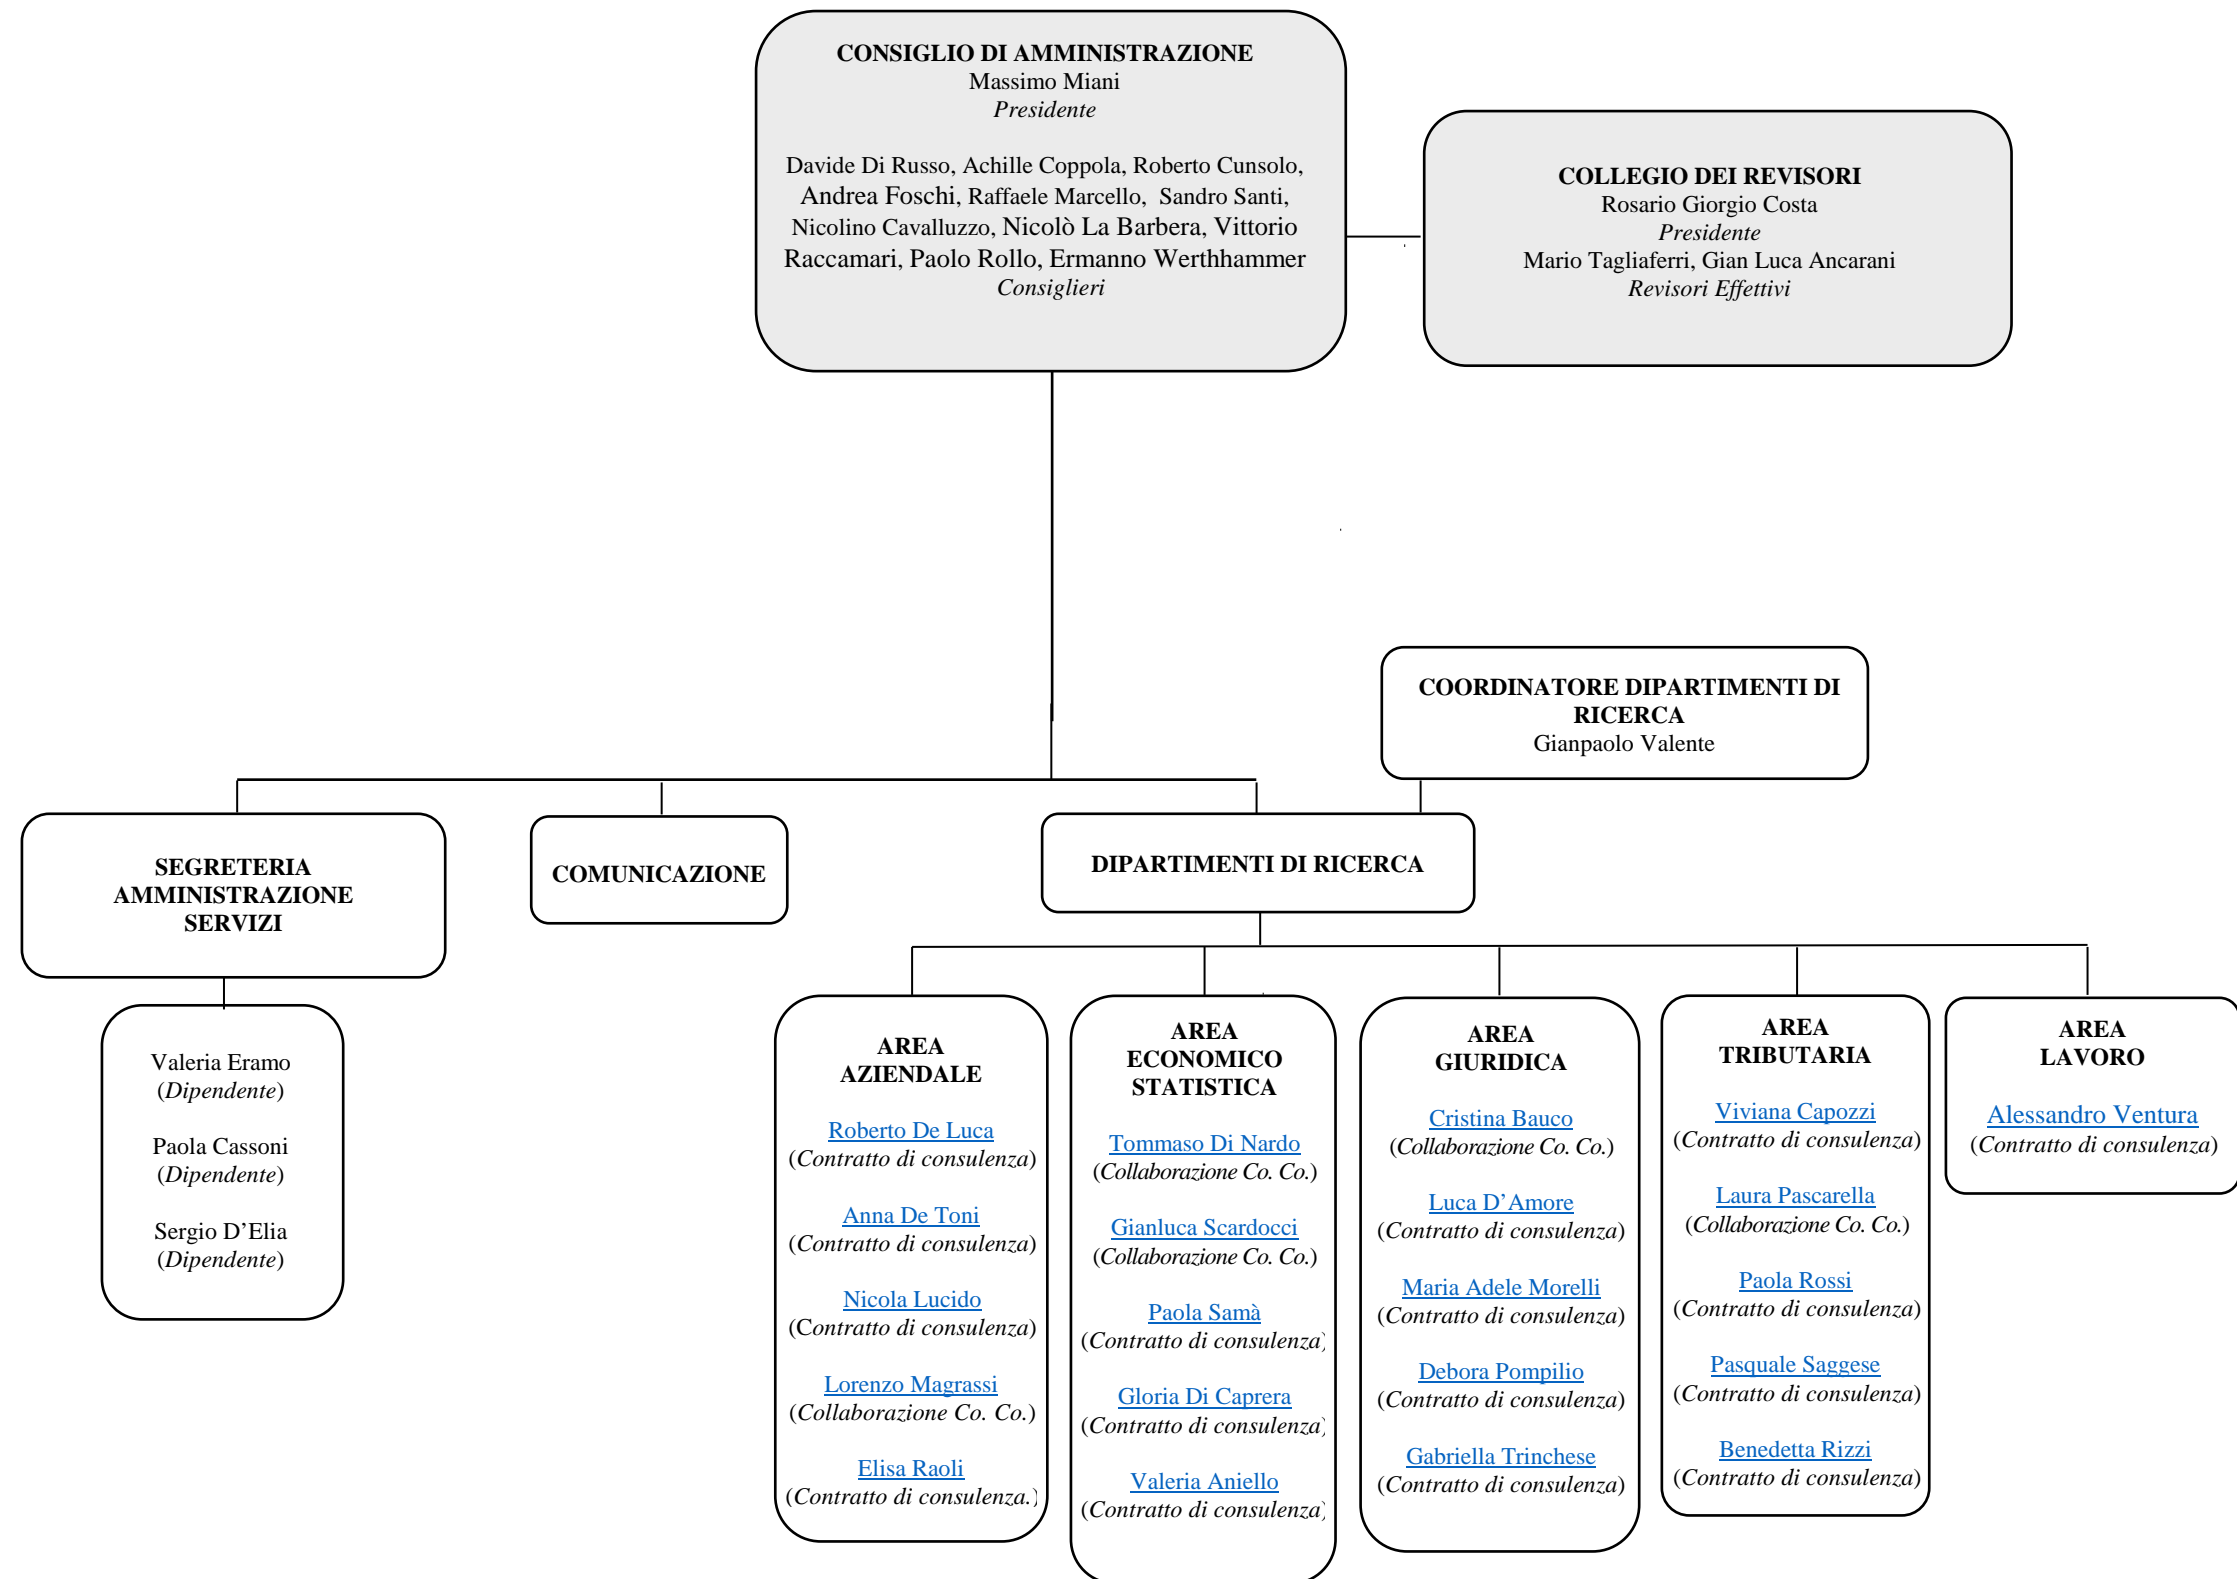 CONSIGLIO DI AMMINISTRAZIONE
Massimo Miani
Presidente
Davide Di Russo, Achille Coppola, Roberto Cunsolo,
Andrea Foschi, Raffaele Marcello, Sandro Santi,
Nicolino Cavalluzzo, Nicolò La Barbera, Vittorio
Raccamari, Paolo Rollo, Ermanno Werthhammer
Consiglieri
COLLEGIO DEI REVISORI
Rosario Giorgio Costa
Presidente
Mario Tagliaferri, Gian Luca Ancarani
Revisori Effettivi
COORDINATORE DIPARTIMENTI DI
RICERCA
Gianpaolo Valente
SEGRETERIA
AMMINISTRAZIONE
SERVIZI
COMUNICAZIONE
DIPARTIMENTI DI RICERCA
Valeria Eramo
(Dipendente)
Paola Cassoni
(Dipendente)
Sergio D’Elia
(Dipendente)
AREA
AZIENDALE
Roberto De Luca
(Contratto di consulenza)
Anna De Toni
(Contratto di consulenza)
Nicola Lucido
(Contratto di consulenza)
Lorenzo Magrassi
(Collaborazione Co. Co.)
Elisa Raoli
(Contratto di consulenza.)
AREA
ECONOMICO
STATISTICA
Tommaso Di Nardo
(Collaborazione Co. Co.)
Gianluca Scardocci
(Collaborazione Co. Co.)
Paola Samà
(Contratto di consulenza)
Gloria Di Caprera
(Contratto di consulenza)
Valeria Aniello
(Contratto di consulenza)
AREA
GIURIDICA
Cristina Bauco
(Collaborazione Co. Co.)
Luca D’Amore
(Contratto di consulenza)
Maria Adele Morelli
(Contratto di consulenza)
Debora Pompilio
(Contratto di consulenza)
Gabriella Trinchese
(Contratto di consulenza)
AREA
TRIBUTARIA
Viviana Capozzi
(Contratto di consulenza)
Laura Pascarella
(Collaborazione Co. Co.)
Paola Rossi
(Contratto di consulenza)
Pasquale Saggese
(Contratto di consulenza)
Benedetta Rizzi
(Contratto di consulenza)
AREA
LAVORO
Alessandro Ventura
(Contratto di consulenza)